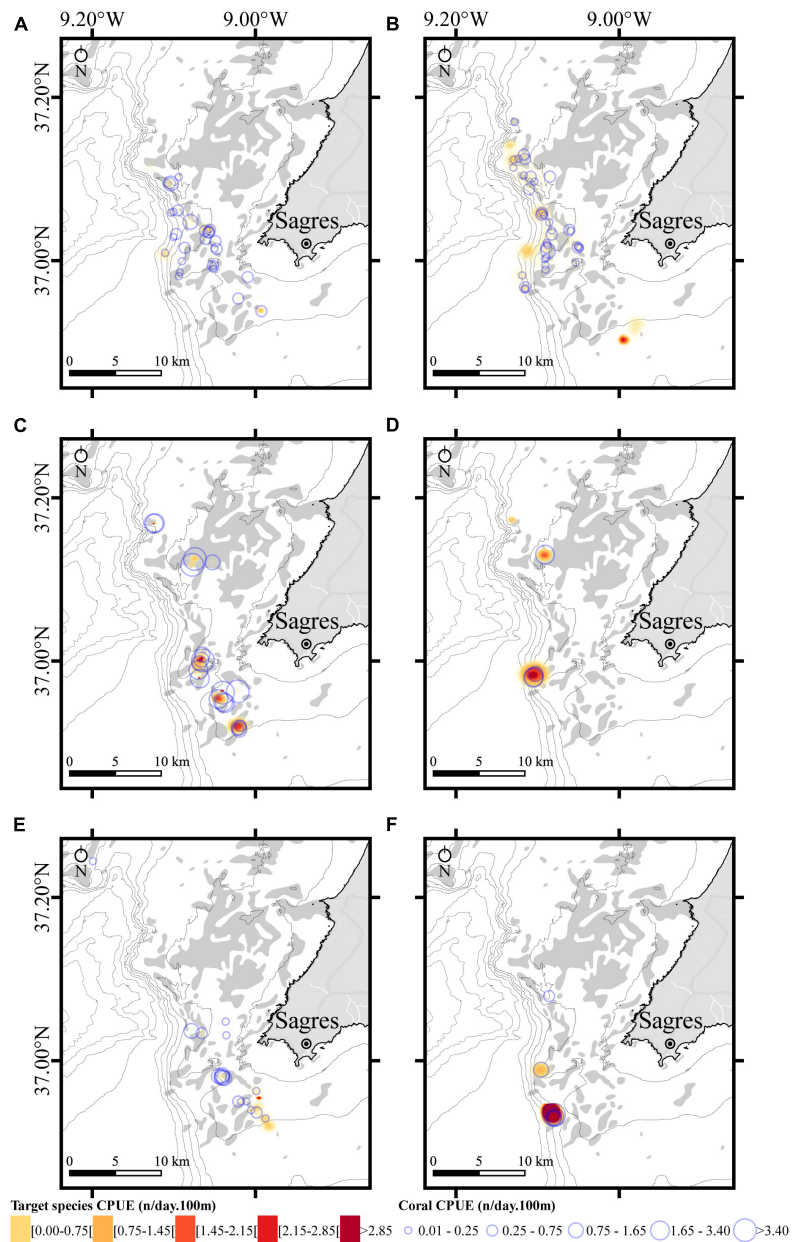 9.20°W 9.00°W 9.20°W 9.00°W
A B
N N
37.20°N
Sagres Sagres
37.00°N
0 5 10 km 0 5 10 km
C D
N N
37.20°N
Sagres Sagres
37.00°N
0 5 10 km 0 5 10 km
E F
N N
37.20°N
Sagres Sagres
37.00°N
0 5 10 km 0 5 10 km
Target species CPUE (n/day.100m) Coral CPUE (n/day.100m)
[0.00-0.75[ [0.75-1.45[ [1.45-2.15[ [2.15-2.85[ >2.85 0.01 - 0.25 0.25 - 0.75 0.75 - 1.65 1.65 - 3.40 >3.40